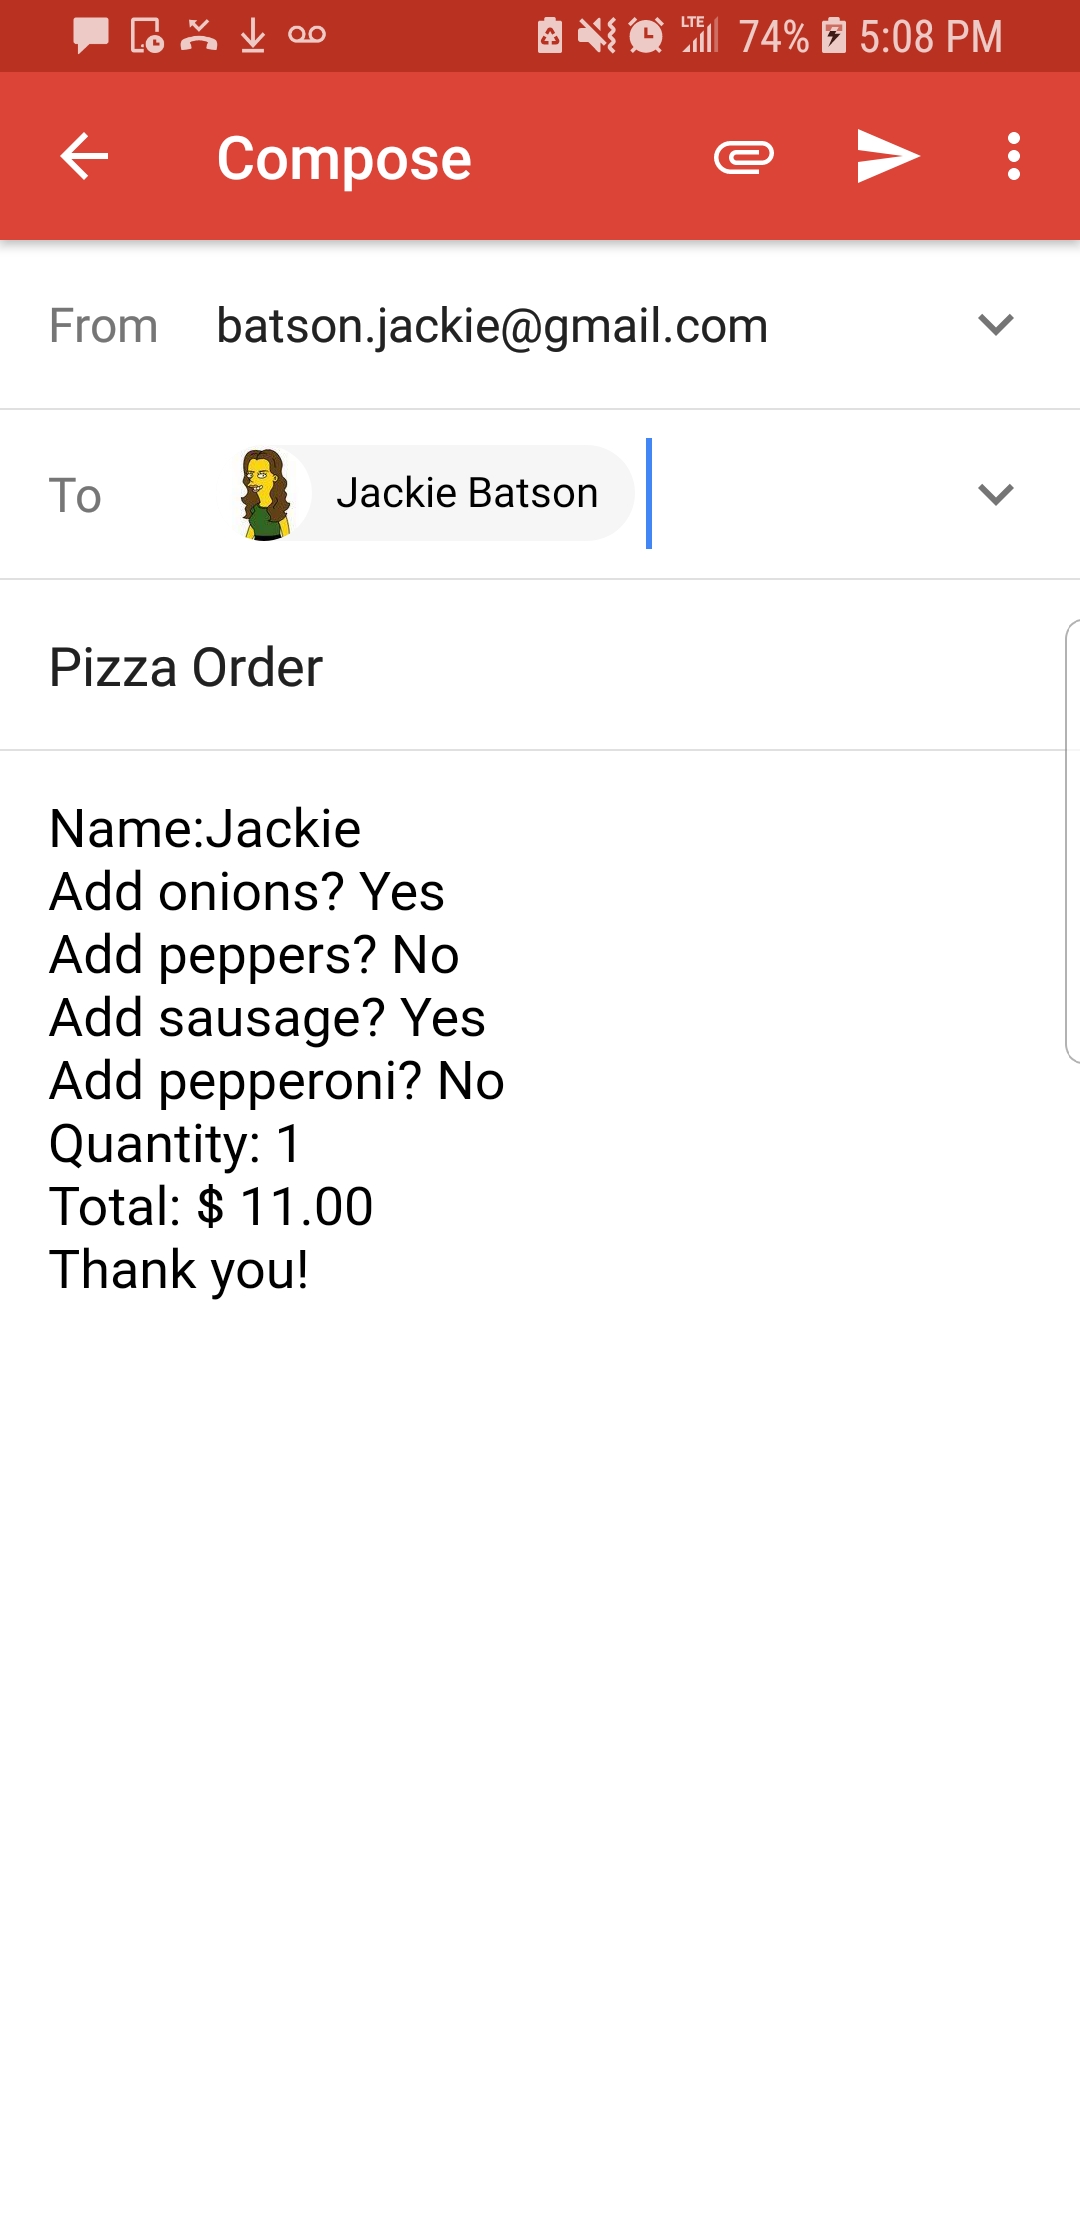 LTE 74% 5:08 PM
Compose
From batson.jackie@gmail.com
To Jackie Batson
Pizza Order
Name:Jackie
Add onions? Yes
Add peppers? No
Add sausage? Yes
Add pepperoni? No
Quantity: 1
Total: $ 11.00
Thank you!